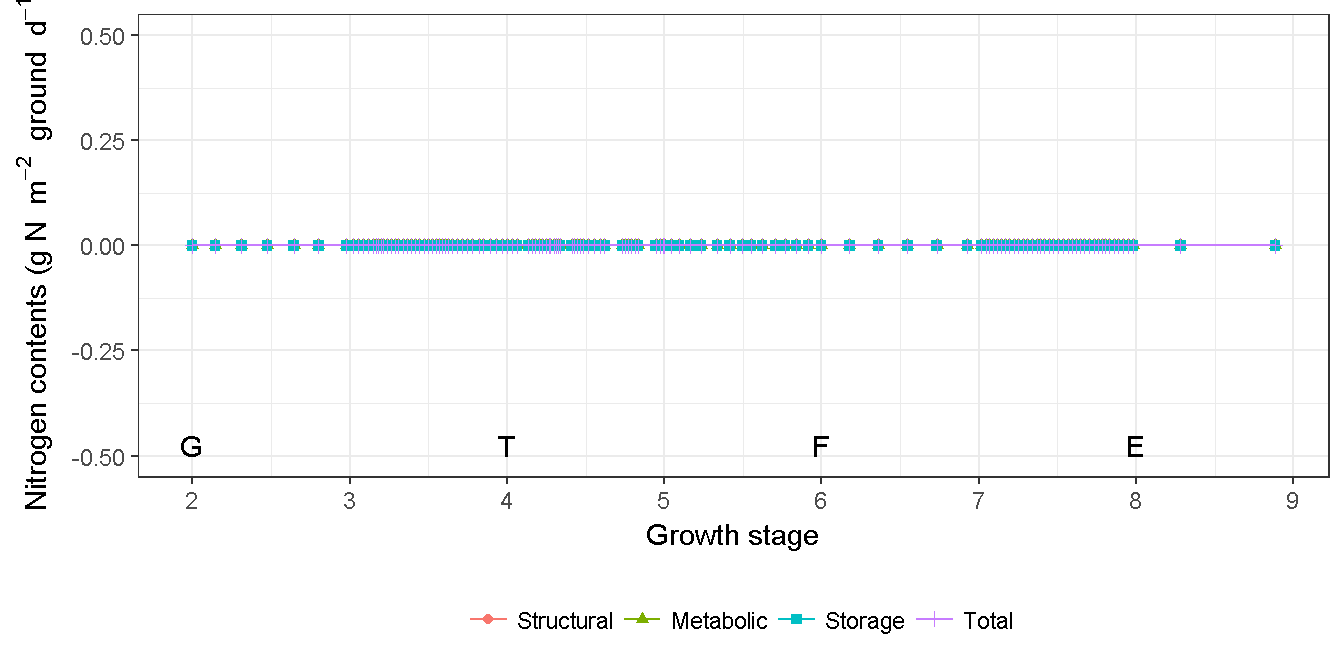 Nitrogen contents (g N m⁻² ground d⁻¹
0.50
0.25
0.00
-0.25
-0.50
G T F E
2 3 4 5 6 7 8 9
Growth stage
Structural Metabolic Storage Total